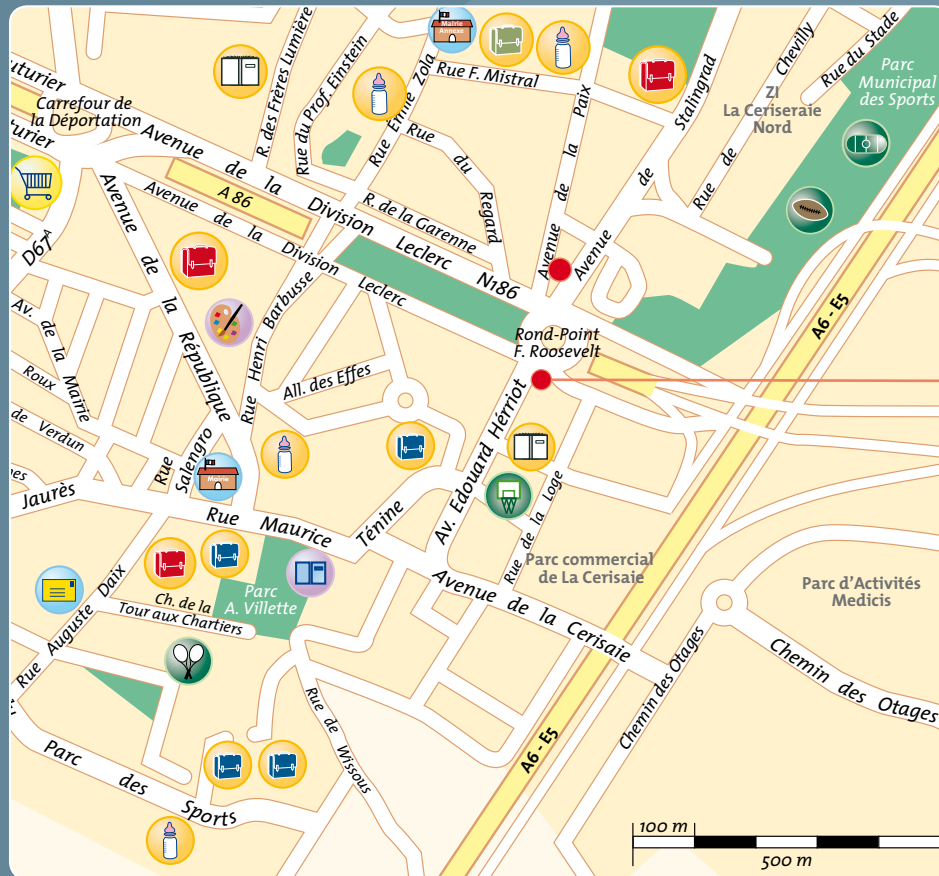 uturier
Carrefour de
la Déportation
turier
Avenue de la Division Leclerc N186
R. des Frères Lumière
Rue du Prof. Einstein
Rue Emile Zola
Mairie
Annexe
Rue F. Mistral
Rue du Regard
Avenue de la Paix
Avenue de Stalingrad
ZI
La Ceriseraie
Nord
Rue de Chevilly
Rue du Stade
Parc
Municipal
des Sports
A 86
Avenue de la Division Leclerc
R. de la Garenne
D67A
Avenue de la République
Rue Henri Barbusse
All. des Effes
Rond-Point
F. Roosevelt
A6 - E5
Av. de la Mairie
Roux
de Verdun
nes
Jaurès
Rue Salengro
Mairie
Rue Maurice Ténine
Av. Edouard Hérriot
Rue de la Loge
Parc commercial
de La Cerisaie
Avenue de la Cerisaie
Parc d'Activités
Medicis
Parc
A. Villette
Ch. de la
Tour aux Chartiers
Rue Auguste Daix
Rue de Wissous
Chemin des Otages
Chemin des Otages
A6 - E5
Parc des Sports
100 m
500 m